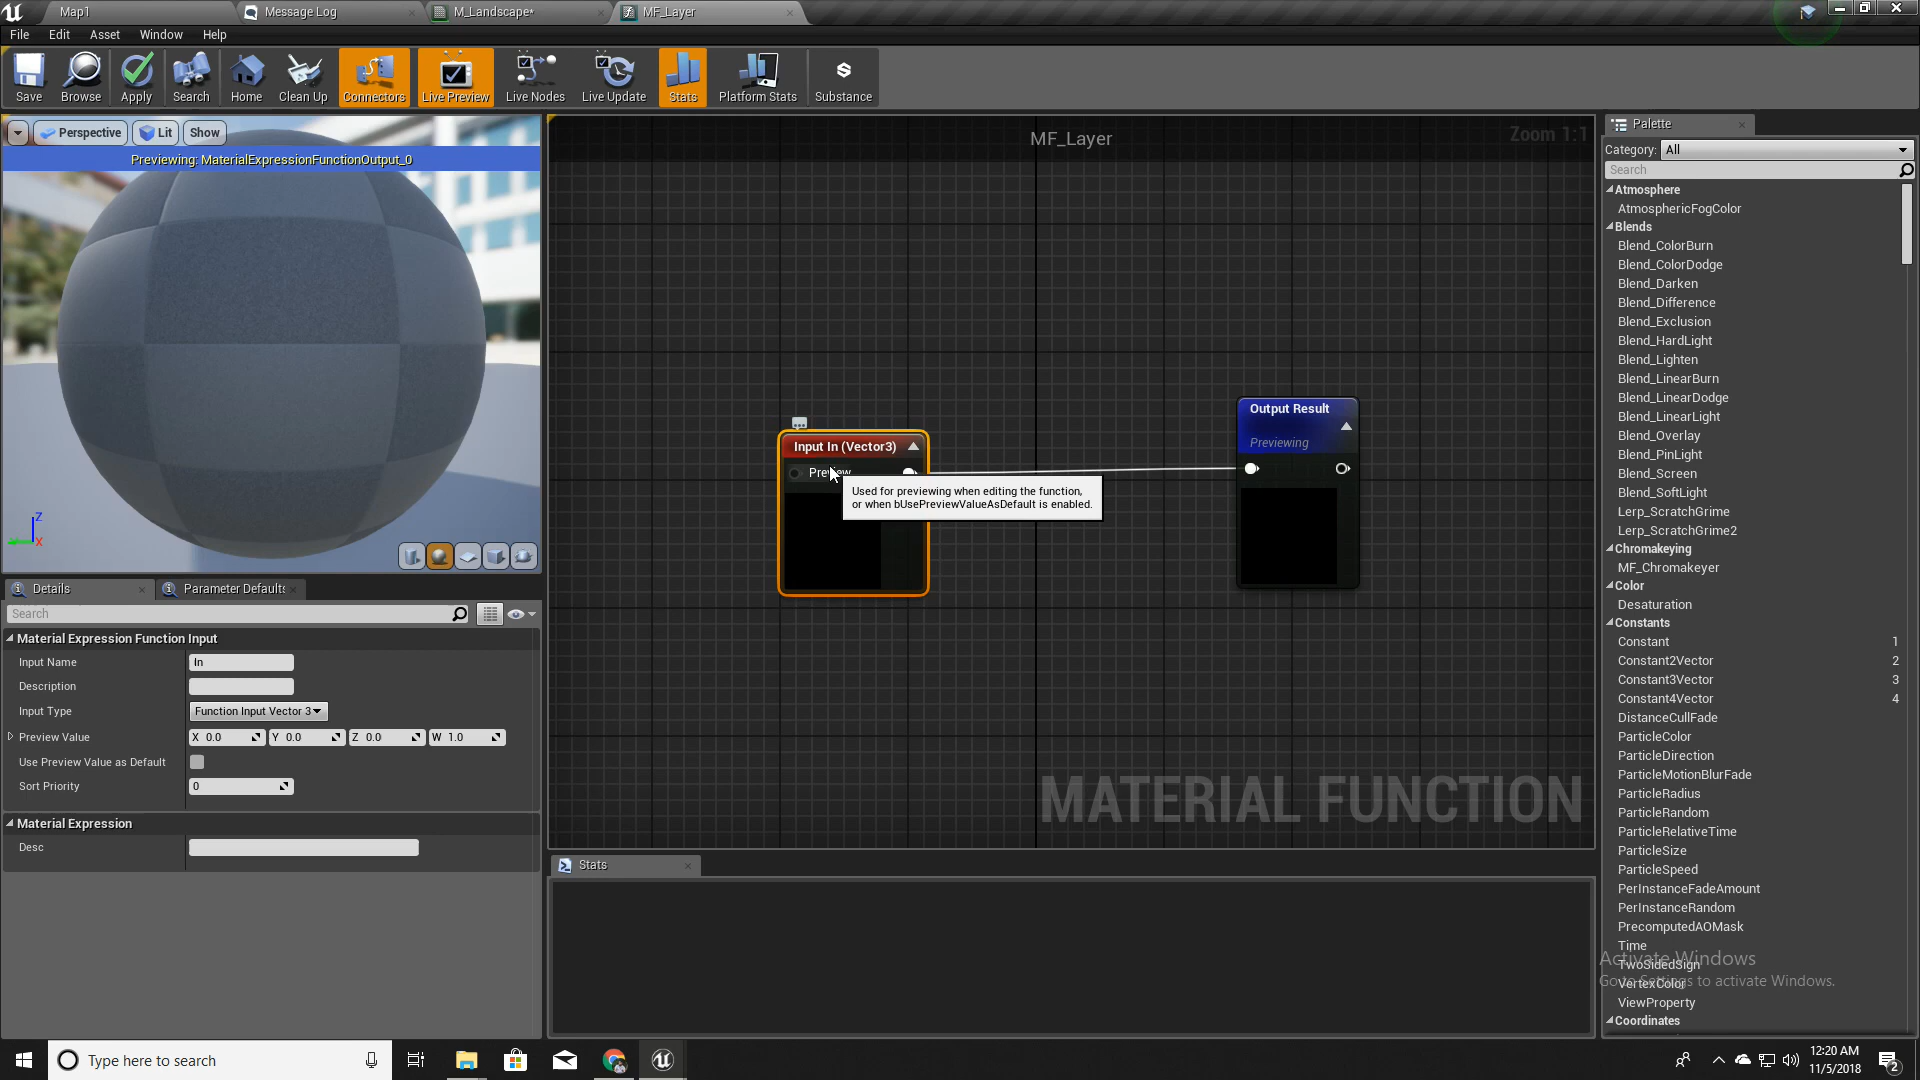 Map1
Message Log
M_Landscape*
MF_Layer
File
Edit
Asset
Window
Help
Save
Browse
Apply
Search
Home
Clean Up
Connectors
Live Preview
Live Nodes
Live Update
Stats
Platform Stats
Substance
Perspective
Lit
Show
Previewing: MaterialExpressionFunctionOutput_0
Z
X
MF_Layer
Zoom 1:1
Input In (Vector3)
Preview
Used for previewing when editing the function,
or when bUsePreviewValueAsDefault is enabled.
Output Result
Previewing
MATERIAL FUNCTION
Details
Parameter Defaults
Search
Material Expression Function Input
Input Name
In
Description
Input Type
Function Input Vector 3
Preview Value
X 0.0
Y 0.0
Z 0.0
W 1.0
Use Preview Value as Default
Sort Priority
0
Material Expression
Desc
Stats
Palette
Category:
All
Search
Atmosphere
AtmosphericFogColor
Blends
Blend_ColorBurn
Blend_ColorDodge
Blend_Darken
Blend_Difference
Blend_Exclusion
Blend_HardLight
Blend_Lighten
Blend_LinearBurn
Blend_LinearDodge
Blend_LinearLight
Blend_Overlay
Blend_PinLight
Blend_Screen
Blend_SoftLight
Lerp_ScratchGrime
Lerp_ScratchGrime2
Chromakeying
MF_Chromakeyer
Color
Desaturation
Constants
Constant 1
Constant2Vector 2
Constant3Vector 3
Constant4Vector 4
DistanceCullFade
ParticleColor
ParticleDirection
ParticleMotionBlurFade
ParticleRadius
ParticleRandom
ParticleRelativeTime
ParticleSize
ParticleSpeed
PerInstanceFadeAmount
PerInstanceRandom
PrecomputedAOMask
Time
TwoSidedSign
VertexColor
ViewProperty
Coordinates
Activate Windows
Go to Settings to activate Windows.
Type here to search
12:20 AM
11/5/2018
2